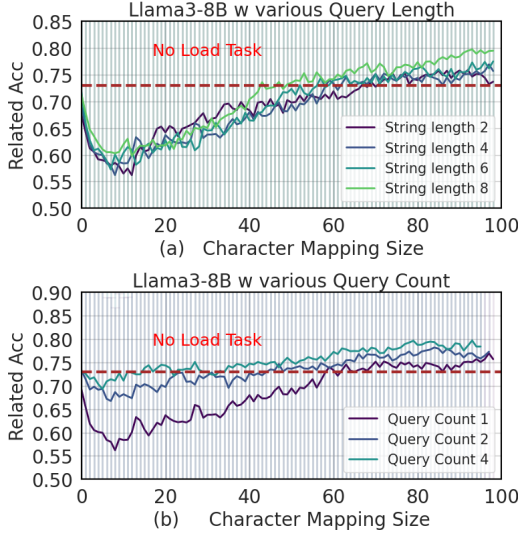 Llama3-8B w various Query Length
0.85
0.80
0.75
0.70
0.65
0.60
0.55
0.50
Related Acc
No Load Task
String length 2
String length 4
String length 6
String length 8
0 20 40 60 80 100
(a) Character Mapping Size
Llama3-8B w various Query Count
0.90
0.85
0.80
0.75
0.70
0.65
0.60
0.55
0.50
Related Acc
No Load Task
Query Count 1
Query Count 2
Query Count 4
0 20 40 60 80 100
(b) Character Mapping Size